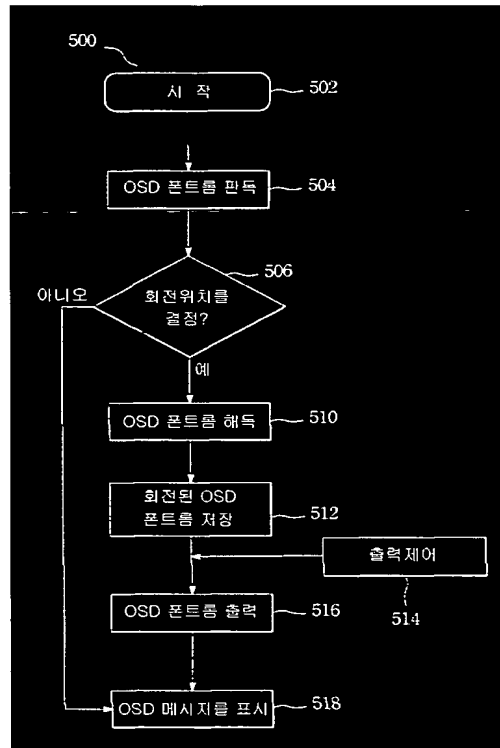 500
시 작
502
OSD 폰트롬 판독
504
506
아니오
회전위치를
결정?
예
OSD 폰트롬 해독
510
회전된 OSD
폰트롬 저장
512
출력제어
514
OSD 폰트롬 출력
516
OSD 메시지를 표시
518